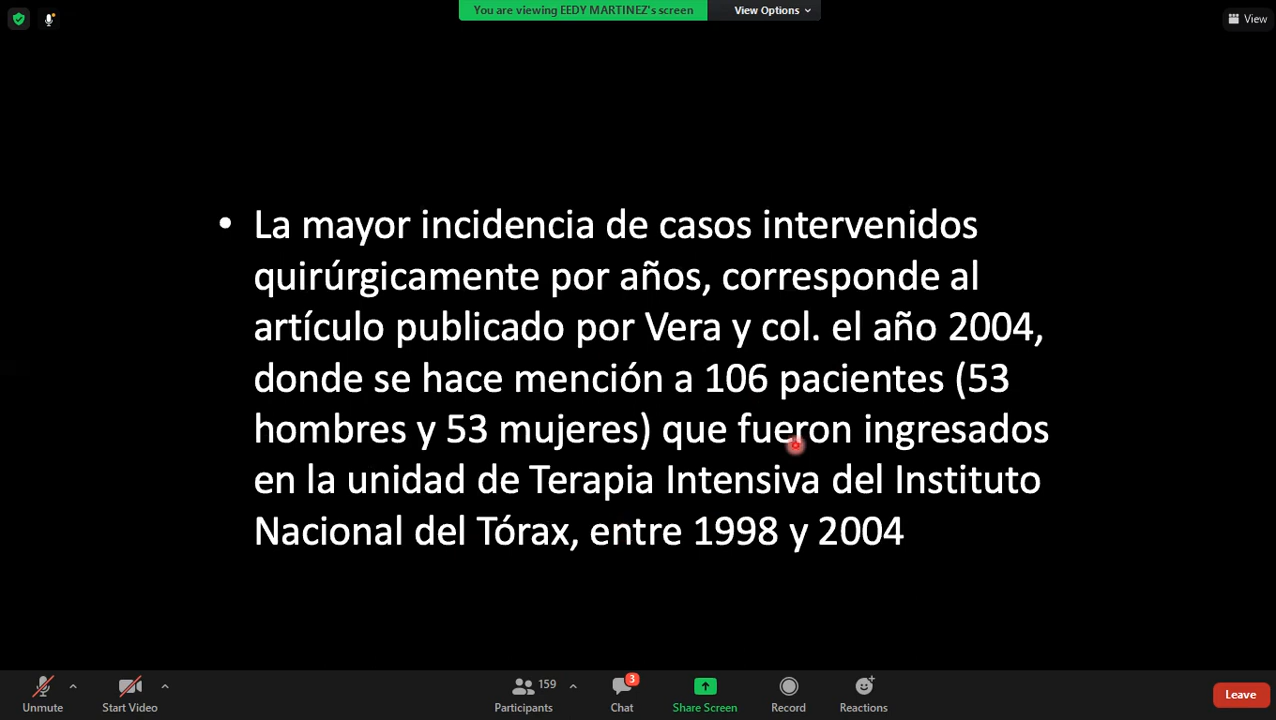 You are viewing EEDY MARTINEZ's screen
View Options
View
• La mayor incidencia de casos intervenidos
quirúrgicamente por años, corresponde al
artículo publicado por Vera y col. el año 2004,
donde se hace mención a 106 pacientes (53
hombres y 53 mujeres) que fueron ingresados
en la unidad de Terapia Intensiva del Instituto
Nacional del Tórax, entre 1998 y 2004
Unmute
Start Video
159
Participants
3
Chat
Share Screen
Record
Reactions
Leave